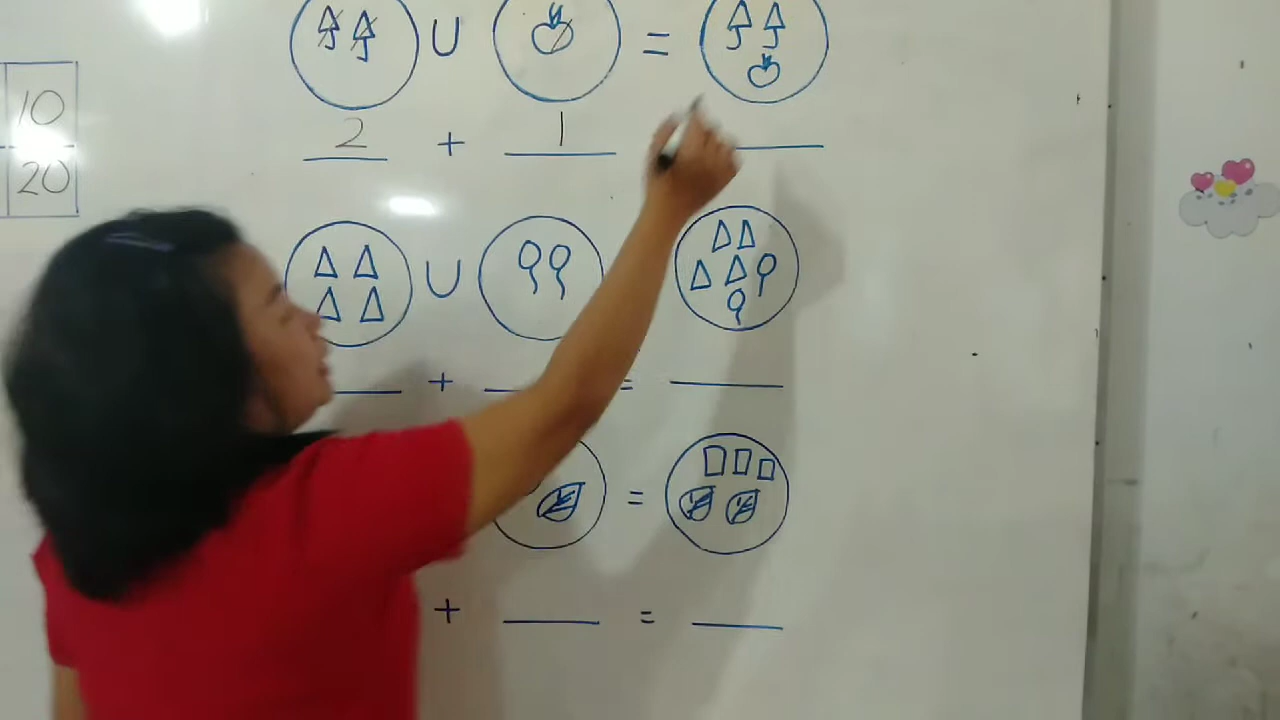 10
20
U =
2 + 1
U
+ =
=
+ =